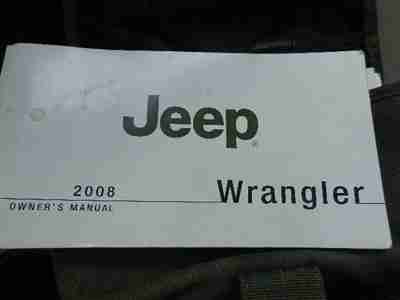 Jeep
2008 Wrangler
OWNER'S MANUAL